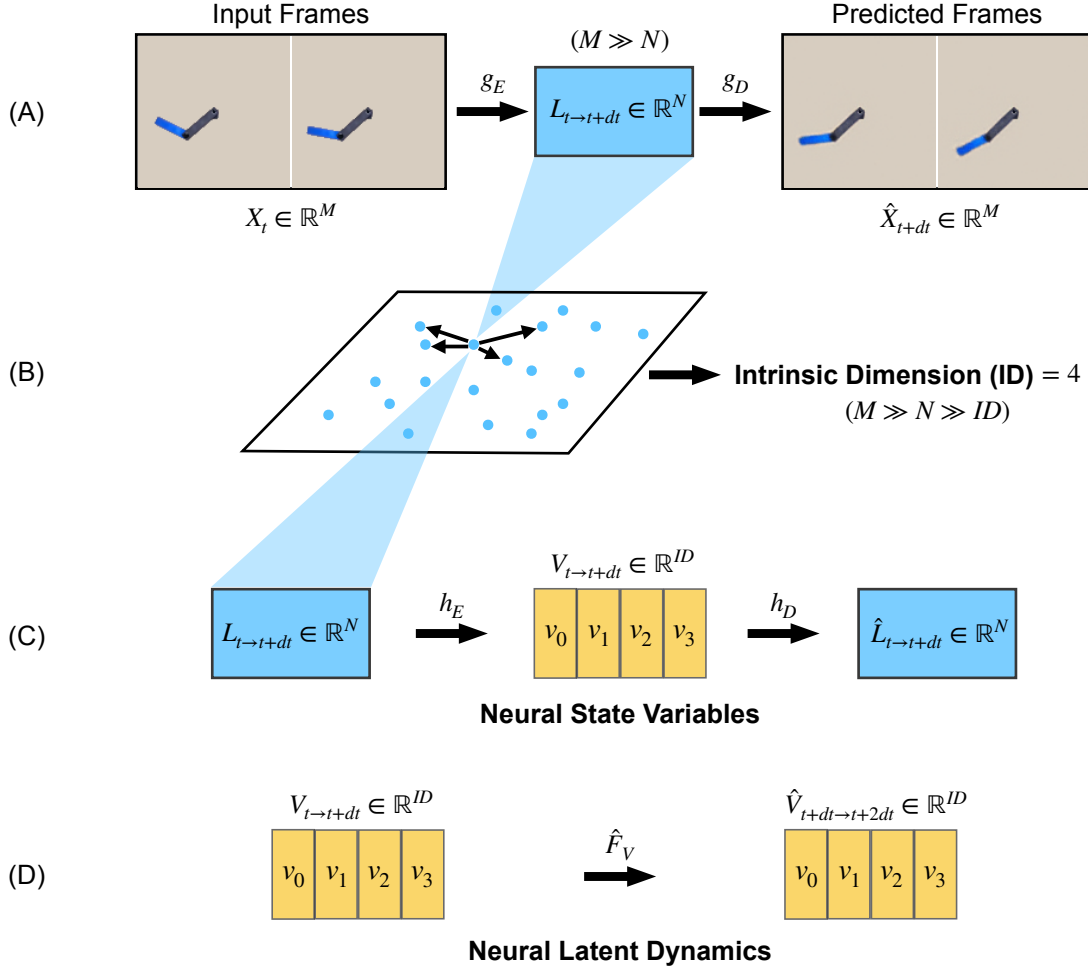 Input Frames
Predicted Frames
(M ≫ N)
(A)
g_E
L_{t→t+dt} ∈ ℝ^N
g_D
X_t ∈ ℝ^M
X̂_{t+dt} ∈ ℝ^M
(B)
Intrinsic Dimension (ID) = 4
(M ≫ N ≫ ID)
V_{t→t+dt} ∈ ℝ^{ID}
(C)
L_{t→t+dt} ∈ ℝ^N
h_E
v_0 v_1 v_2 v_3
h_D
L̂_{t→t+dt} ∈ ℝ^N
Neural State Variables
V_{t→t+dt} ∈ ℝ^{ID}
V̂_{t+dt→t+2dt} ∈ ℝ^{ID}
(D)
v_0 v_1 v_2 v_3
F̂_V
v_0 v_1 v_2 v_3
Neural Latent Dynamics